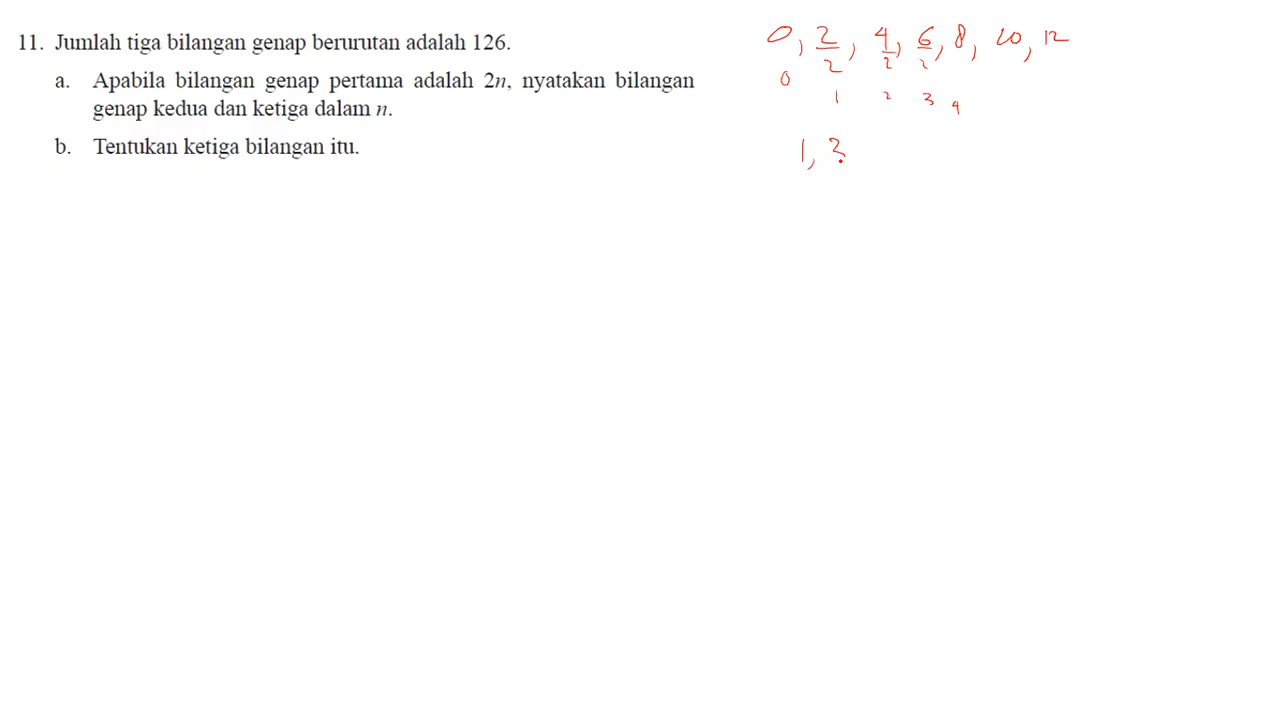 11. Jumlah tiga bilangan genap berurutan adalah 126.
a. Apabila bilangan genap pertama adalah 2n, nyatakan bilangan
genap kedua dan ketiga dalam n.
b. Tentukan ketiga bilangan itu.
0, 2, 4, 6, 8, 10, 12
2 2 2
0 1 2 3 4
1, 3